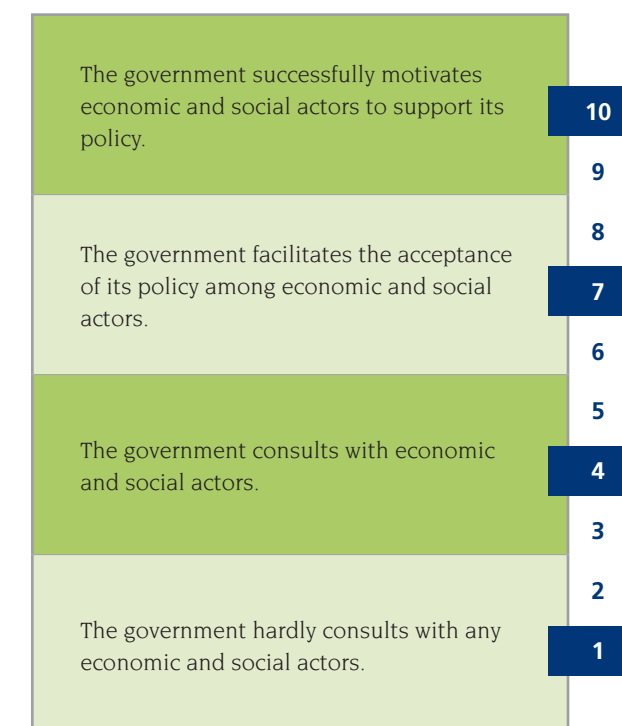 The government successfully motivates
economic and social actors to support its
policy.
10
9
8
The government facilitates the acceptance
of its policy among economic and social
actors.
7
6
5
The government consults with economic
and social actors.
4
3
2
The government hardly consults with any
economic and social actors.
1